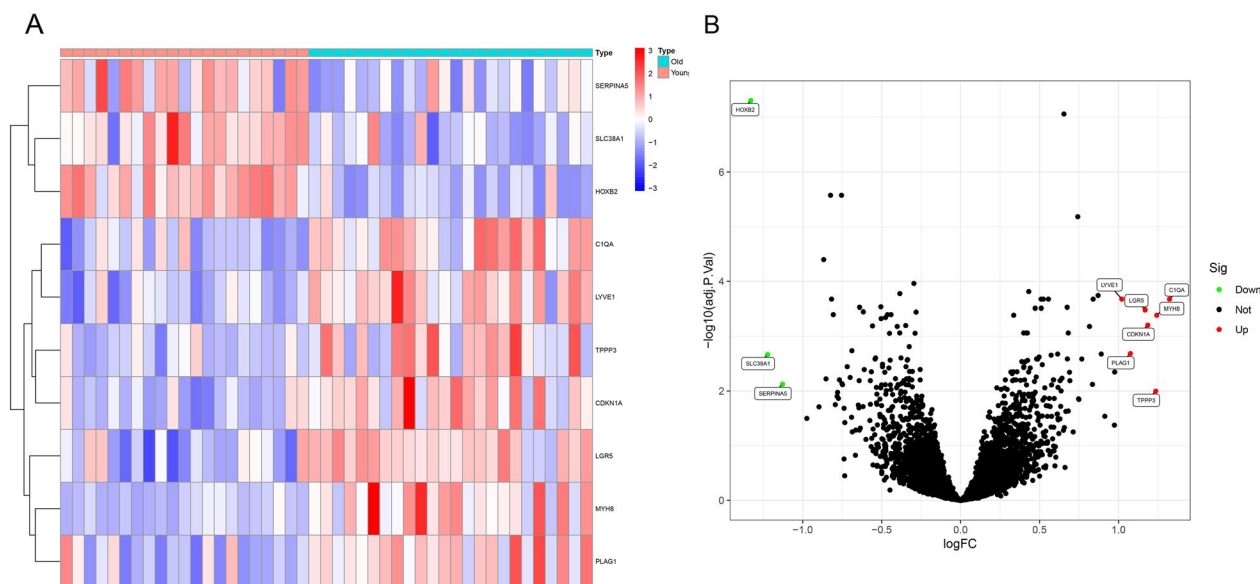 A
Type
SERPINA5
SLC38A1
HOXB2
C1QA
LYVE1
TPPP3
CDKN1A
LGR5
MYH8
PLAG1
3
2
1
0
−1
−2
−3
Type
Old
Young
B
−log10(adj.P.Val)
6
4
2
0
HOXB2
LYVE1
C1QA
LGR5
MYH8
CDKN1A
PLAG1
SLC38A1
SERPINA5
TPPP3
−1.0
−0.5
0.0
0.5
1.0
logFC
Sig
Down
Not
Up